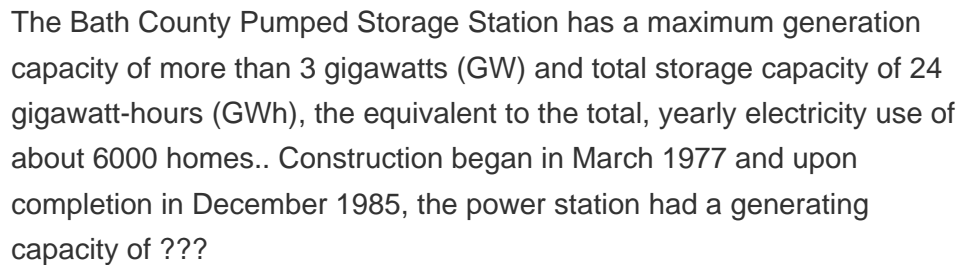 The Bath County Pumped Storage Station has a maximum generation
capacity of more than 3 gigawatts (GW) and total storage capacity of 24
gigawatt-hours (GWh), the equivalent to the total, yearly electricity use of
about 6000 homes.. Construction began in March 1977 and upon
completion in December 1985, the power station had a generating
capacity of ???